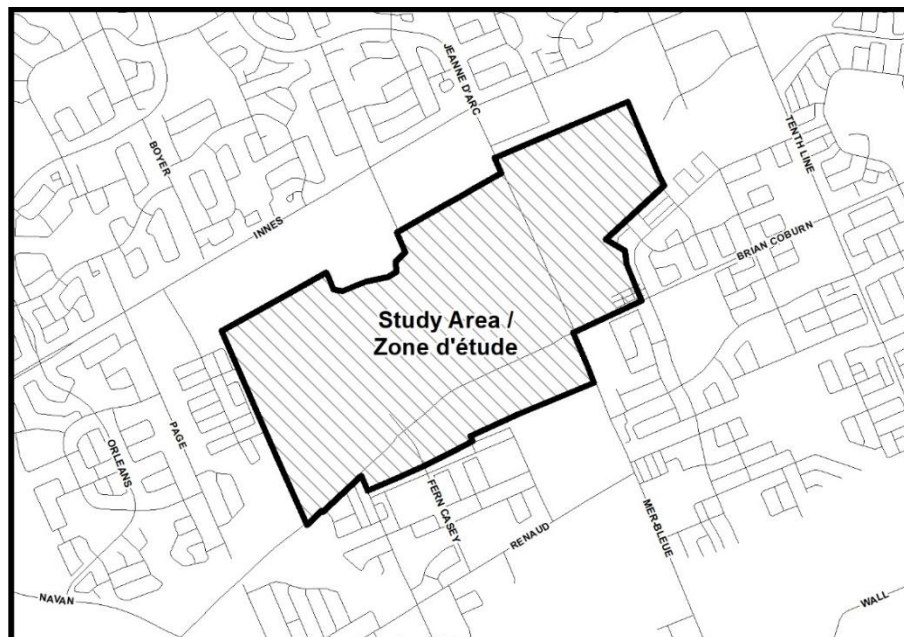 JEANNE D'ARC
BOYER
TENTH LINE
INNES
BRIAN COBURN
Study Area /
Zone d'étude
ORLEANS
PAGE
FERN CASEY
RENAUD
MER-BLEUE
NAVAN
WALL